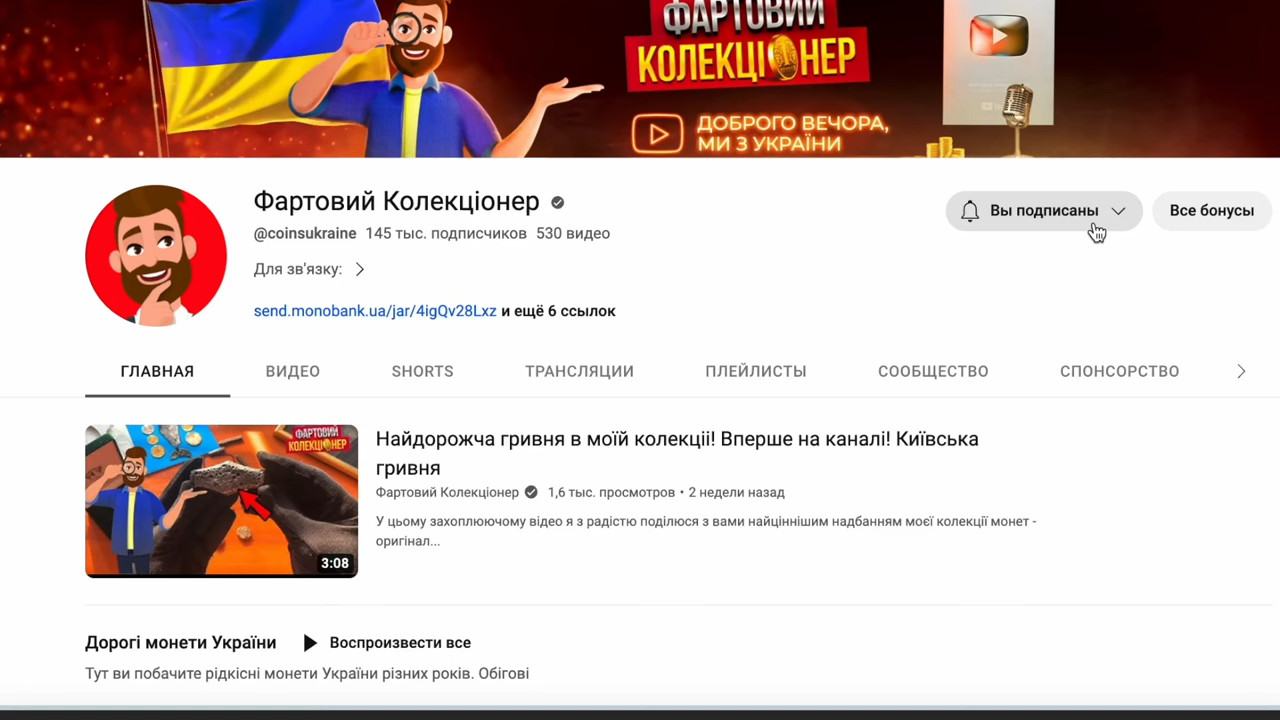 ФАРТОВИЙ
КОЛЕКЦІОНЕР
ДОБРОГО ВЕЧОРА,
МИ З УКРАЇНИ
Фартовий Колекціонер
@coinsukraine 145 тыс. подписчиков 530 видео
Вы подписаны
Все бонусы
Для зв'язку:
send.monobank.ua/jar/4igQv28Lxz и ещё 6 ссылок
ГЛАВНАЯ ВИДЕО SHORTS ТРАНСЛЯЦИИ ПЛЕЙЛИСТЫ СООБЩЕСТВО СПОНСОРСТВО
ФАРТОВИЙ
КОЛЕКЦІОНЕР
3:08
Найдорожча гривня в моїй колекції! Вперше на каналі! Київська
гривня
Фартовий Колекціонер 1,6 тыс. просмотров • 2 недели назад
У цьому захоплюючому відео я з радістю поділюся з вами найціннішим надбанням моєї колекції монет -
оригінал...
Дорогі монети України Воспроизвести все
Тут ви побачите рідкісні монети України різних років. Обігові